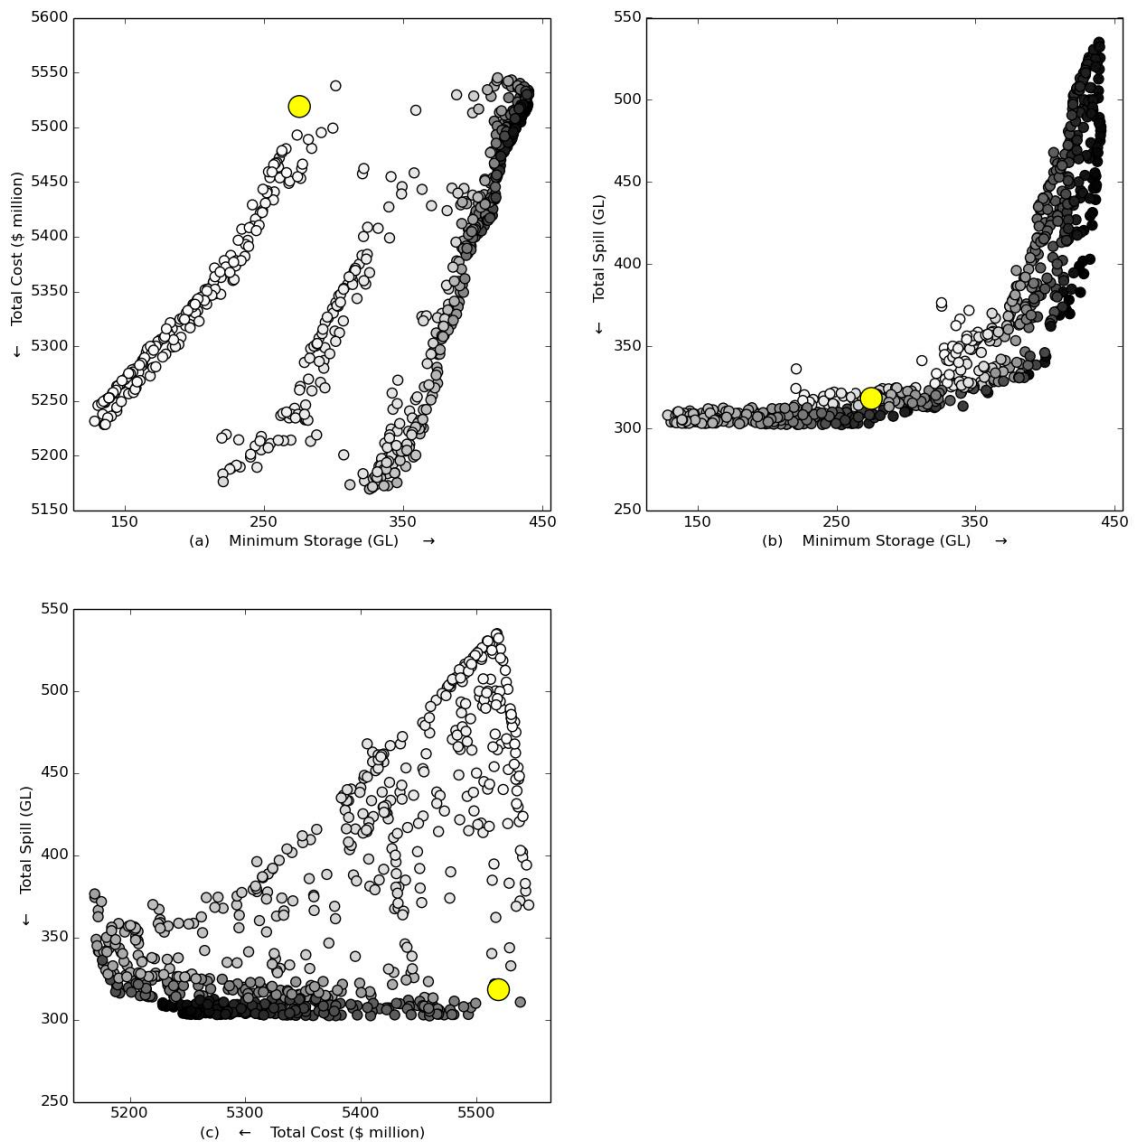 5600
5550
5500
5450
5400
5350
5300
5250
5200
5150
← Total Cost ($ million)
150 250 350 450
(a) Minimum Storage (GL) →
550
500
450
400
350
300
250
← Total Spill (GL)
150 250 350 450
(b) Minimum Storage (GL) →
550
500
450
400
350
300
250
← Total Spill (GL)
5200 5300 5400 5500
(c) ← Total Cost ($ million)